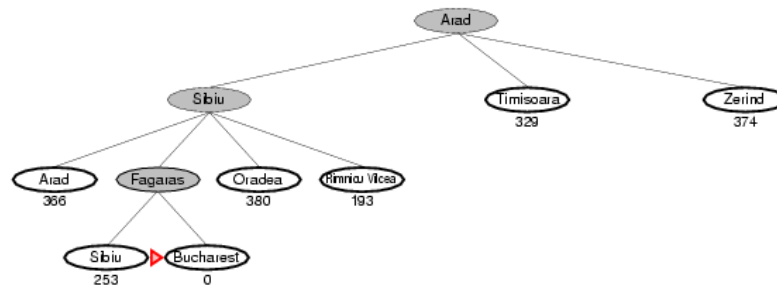 Arad
Sibiu
Timisoara
Zerind
329
374
Arad
Fagaras
Oradea
Rimnicu Vilcea
366
380
193
Sibiu
Bucharest
253
0